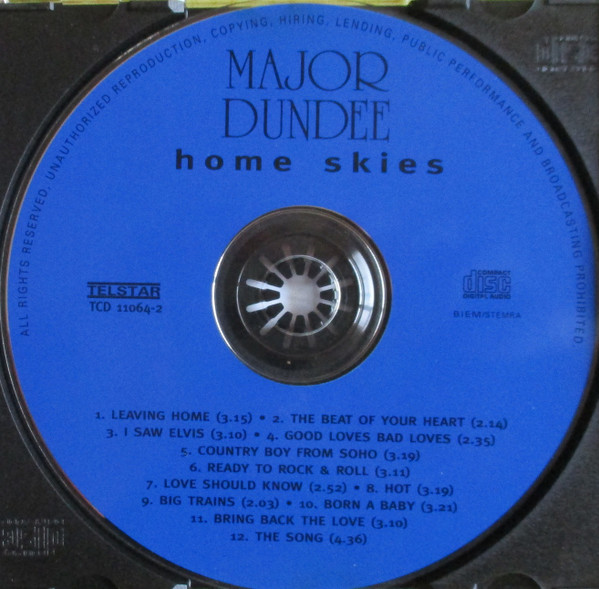 ALL RIGHTS RESERVED. UNAUTHORIZED REPRODUCTION, COPYING, HIRING, LENDING, PUBLIC PERFORMANCE AND BROADCASTING PROHIBITED.
MAJOR
DUNDEE
home skies
TELSTAR
TCD 11064-2
COMPACT
disc
DIGITAL AUDIO
BIEM/STEMRA
1. LEAVING HOME (3.15) • 2. THE BEAT OF YOUR HEART (2.14)
3. I SAW ELVIS (3.10) • 4. GOOD LOVES BAD LOVES (2.35)
5. COUNTRY BOY FROM SOHO (3.19)
6. READY TO ROCK & ROLL (3.11)
7. LOVE SHOULD KNOW (2.52) • 8. HOT (3.19)
9. BIG TRAINS (2.03) • 10. BORN A BABY (3.21)
11. BRING BACK THE LOVE (3.10)
12. THE SONG (4.36)